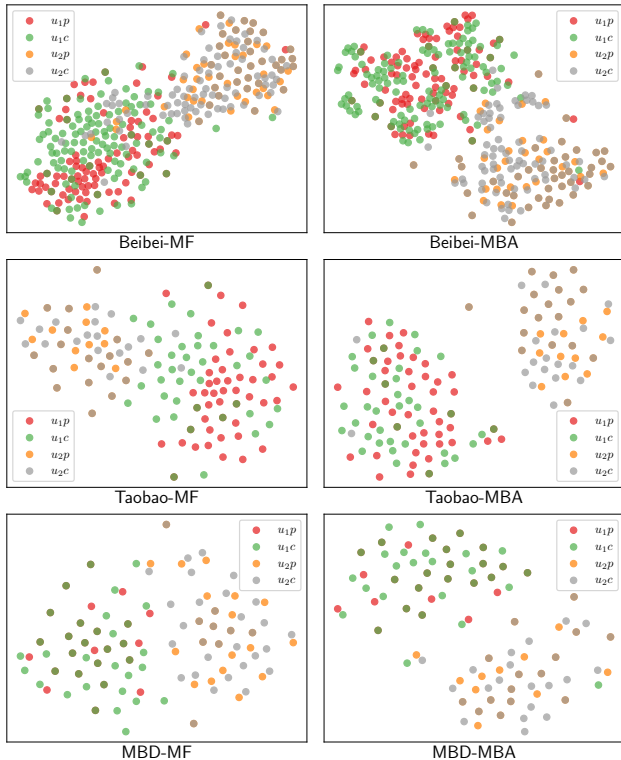 u₁p
u₁c
u₂p
u₂c
u₁p
u₁c
u₂p
u₂c
Beibei-MF
Beibei-MBA
u₁p
u₁c
u₂p
u₂c
u₁p
u₁c
u₂p
u₂c
Taobao-MF
Taobao-MBA
u₁p
u₁c
u₂p
u₂c
u₁p
u₁c
u₂p
u₂c
MBD-MF
MBD-MBA